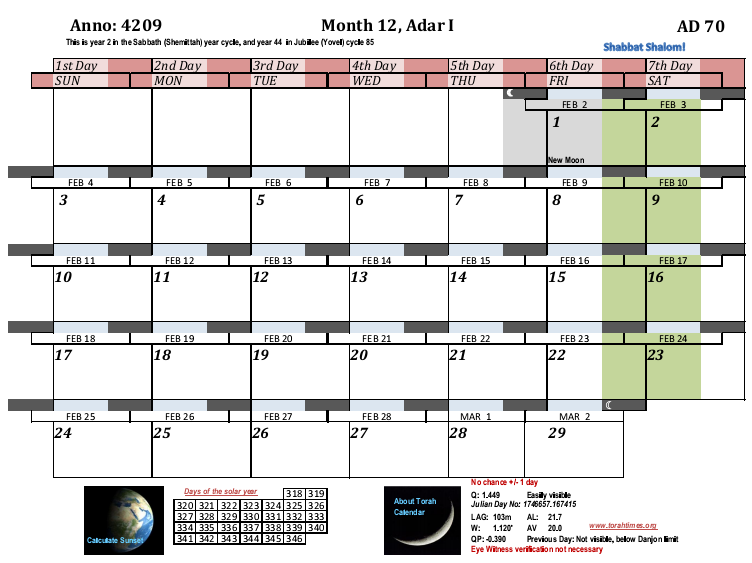 Anno: 4209 Month 12, Adar I AD 70
This is year 2 in the Sabbath (Shemittah) year cycle, and year 44 in Jubilee (Yovel) cycle 85
Shabbat Shalom!
1st Day 2nd Day 3rd Day 4th Day 5th Day 6th Day 7th Day
SUN MON TUE WED THU FRI SAT
FEB 2 FEB 3
1 2
New Moon
FEB 4 FEB 5 FEB 6 FEB 7 FEB 8 FEB 9 FEB 10
3 4 5 6 7 8 9
FEB 11 FEB 12 FEB 13 FEB 14 FEB 15 FEB 16 FEB 17
10 11 12 13 14 15 16
FEB 18 FEB 19 FEB 20 FEB 21 FEB 22 FEB 23 FEB 24
17 18 19 20 21 22 23
FEB 25 FEB 26 FEB 27 FEB 28 MAR 1 MAR 2
24 25 26 27 28 29
Calculate Sunset
Days of the solar year
318 319
320 321 322 323 324 325 326
327 328 329 330 331 332 333
334 335 336 337 338 339 340
341 342 343 344 345 346
About Torah
Calendar
No chance +/- 1 day
Q: 1.449 Easily visible
Julian Day No: 1746657.167415
LAG: 103m AL: 21.7
W: 1.120" AV 20.0 www.torahtimes.org
QP: -0.390 Previous Day: Not visible, below Danjon limit
Eye Witness verification not necessary